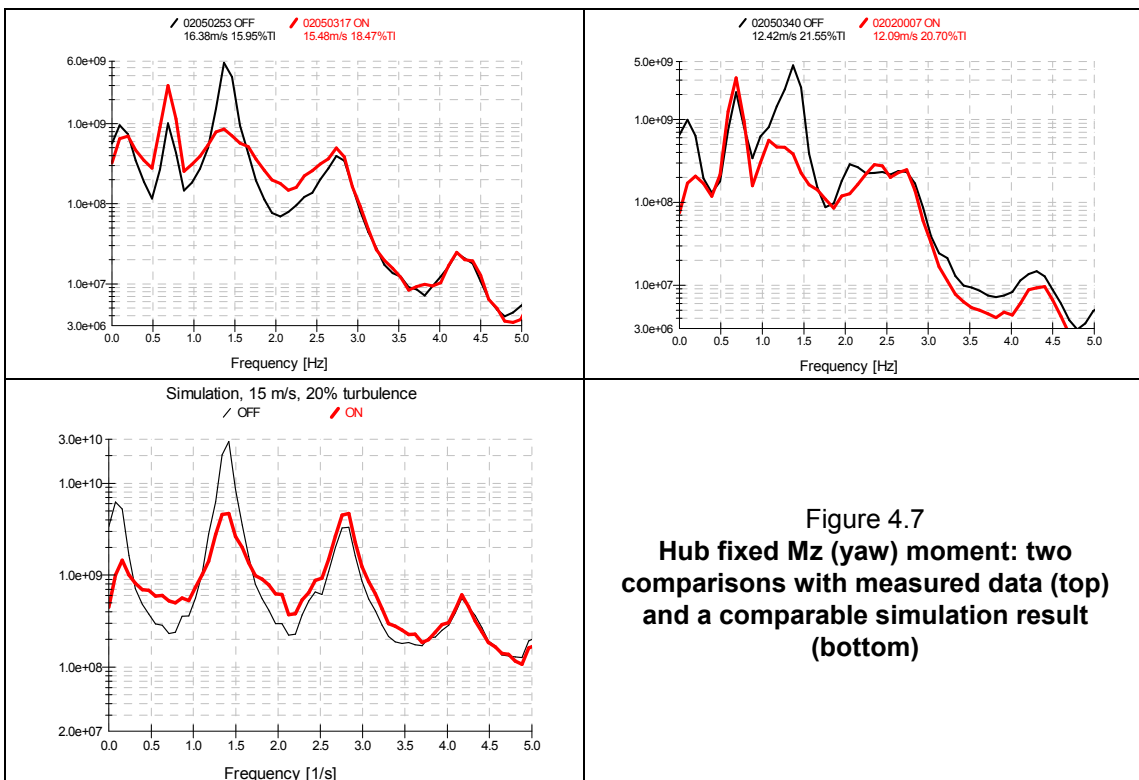 02050253 OFF 02050317 ON
16.38m/s 15.95%TI 15.48m/s 18.47%TI
6.0e+09
1.0e+09
1.0e+08
1.0e+07
3.0e+06
0.0 0.5 1.0 1.5 2.0 2.5 3.0 3.5 4.0 4.5 5.0
Frequency [Hz]
02050340 OFF 02020007 ON
12.42m/s 21.55%TI 12.09m/s 20.70%TI
5.0e+09
1.0e+09
1.0e+08
1.0e+07
3.0e+06
0.0 0.5 1.0 1.5 2.0 2.5 3.0 3.5 4.0 4.5 5.0
Frequency [Hz]
Simulation, 15 m/s, 20% turbulence
OFF ON
3.0e+10
1.0e+10
1.0e+09
1.0e+08
2.0e+07
0.0 0.5 1.0 1.5 2.0 2.5 3.0 3.5 4.0 4.5 5.0
Frequency [1/s]
Figure 4.7
Hub fixed Mz (yaw) moment: two
comparisons with measured data (top)
and a comparable simulation result
(bottom)